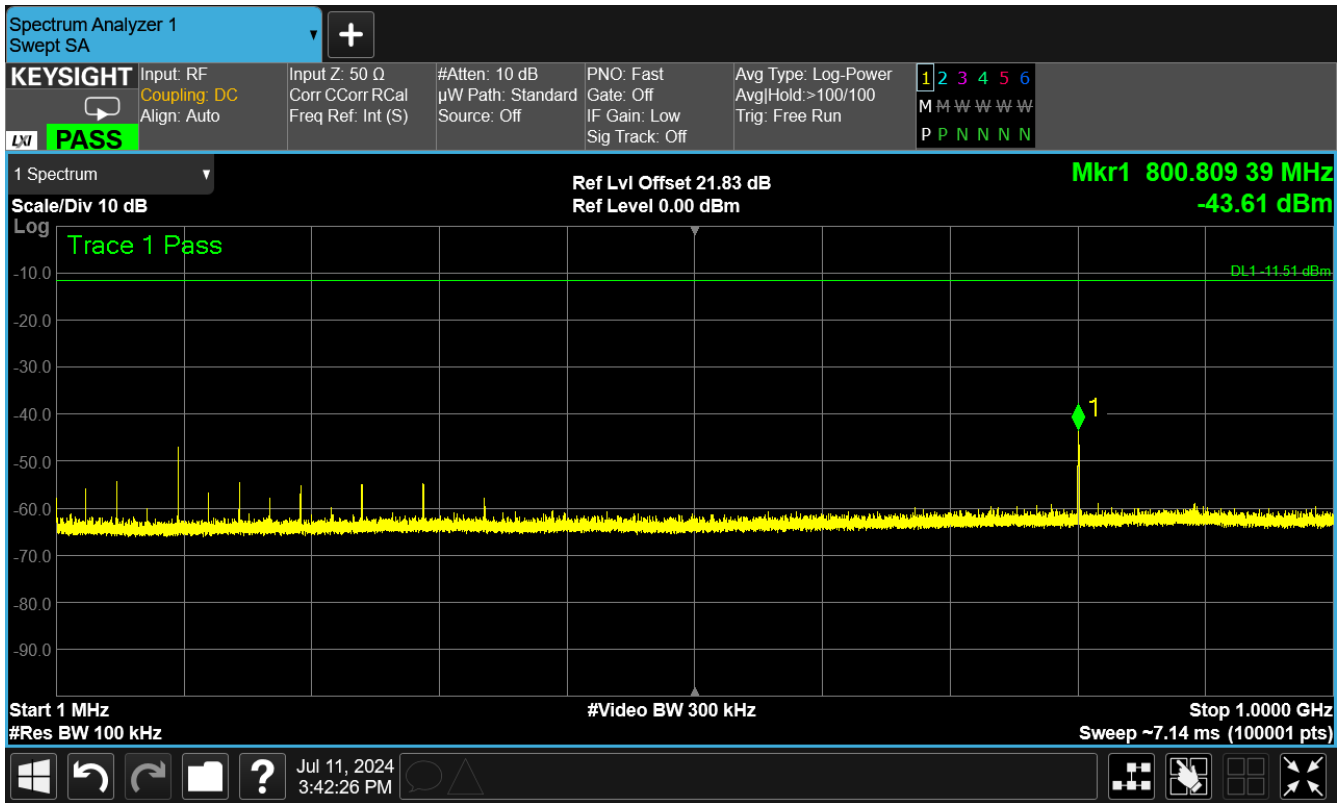 Spectrum Analyzer 1
Swept SA
KEYSIGHT
LXI
PASS
Input: RF
Coupling: DC
Align: Auto
Input Z: 50 Ω
Corr CCorr RCal
Freq Ref: Int (S)
#Atten: 10 dB
µW Path: Standard
Source: Off
PNO: Fast
Gate: Off
IF Gain: Low
Sig Track: Off
Avg Type: Log-Power
Avg|Hold:>100/100
Trig: Free Run
1 2 3 4 5 6
M M W W W W
P P N N N N
1 Spectrum
Scale/Div 10 dB
Ref Lvl Offset 21.83 dB
Ref Level 0.00 dBm
Mkr1 800.809 39 MHz
-43.61 dBm
Log
Trace 1 Pass
-10.0
DL1 -11.51 dBm
-20.0
-30.0
-40.0
1
-50.0
-60.0
-70.0
-80.0
-90.0
Start 1 MHz
#Video BW 300 kHz
Stop 1.0000 GHz
#Res BW 100 kHz
Sweep ~7.14 ms (100001 pts)
?
Jul 11, 2024
3:42:26 PM